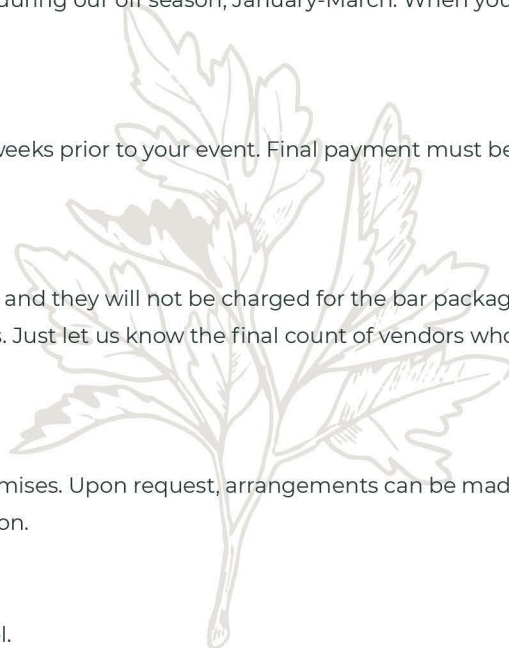 during our off season, January-March. When you
weeks prior to your event. Final payment must be
and they will not be charged for the bar packag
s. Just let us know the final count of vendors who
mises. Upon request, arrangements can be mad
on.
l.